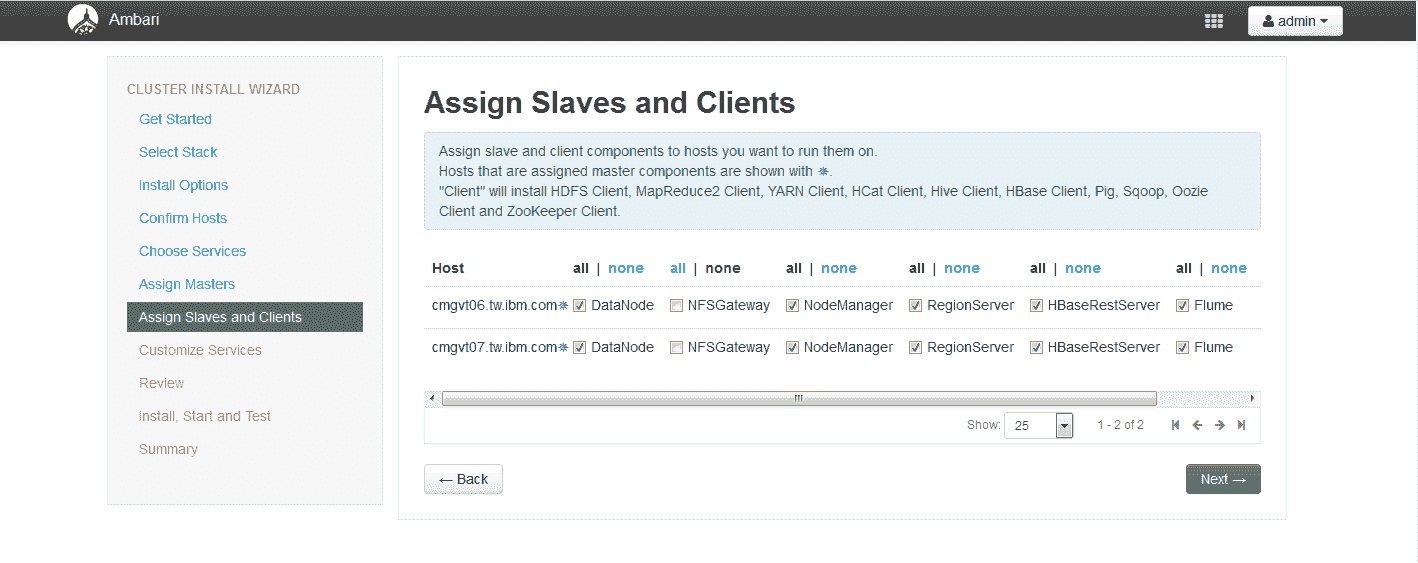 Ambari
admin
CLUSTER INSTALL WIZARD
Get Started
Select Stack
Install Options
Confirm Hosts
Choose Services
Assign Masters
Assign Slaves and Clients
Customize Services
Review
Install, Start and Test
Summary
Assign Slaves and Clients
Assign slave and client components to hosts you want to run them on.
Hosts that are assigned master components are shown with ✵.
"Client" will install HDFS Client, MapReduce2 Client, YARN Client, HCat Client, Hive Client, HBase Client, Pig, Sqoop, Oozie
Client and ZooKeeper Client.
Host all | none all | none all | none all | none all | none all | none
cmgvt06.tw.ibm.com✵ DataNode NFSGateway NodeManager RegionServer HBaseRestServer Flume
cmgvt07.tw.ibm.com✵ DataNode NFSGateway NodeManager RegionServer HBaseRestServer Flume
Show: 25 1 - 2 of 2
← Back
Next →